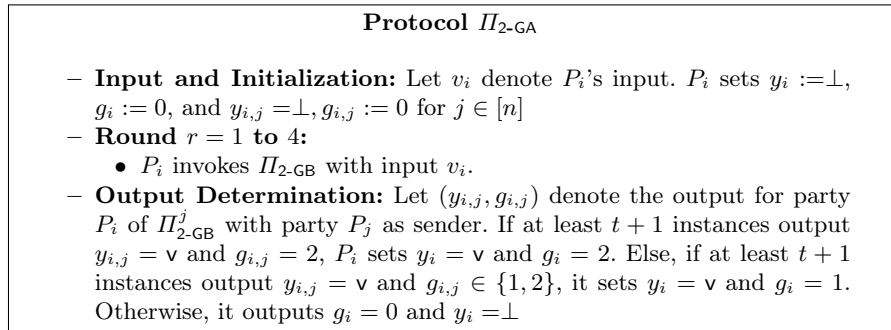 Protocol Π2-GA
– Input and Initialization: Let vi denote Pi's input. Pi sets yi :=⊥,
gi := 0, and yi,j =⊥, gi,j := 0 for j ∈ [n]
– Round r = 1 to 4:
• Pi invokes Π2-GB with input vi.
– Output Determination: Let (yi,j, gi,j) denote the output for party
Pi of Π^j_2-GB with party Pj as sender. If at least t + 1 instances output
yi,j = v and gi,j = 2, Pi sets yi = v and gi = 2. Else, if at least t + 1
instances output yi,j = v and gi,j ∈ {1, 2}, it sets yi = v and gi = 1.
Otherwise, it outputs gi = 0 and yi =⊥